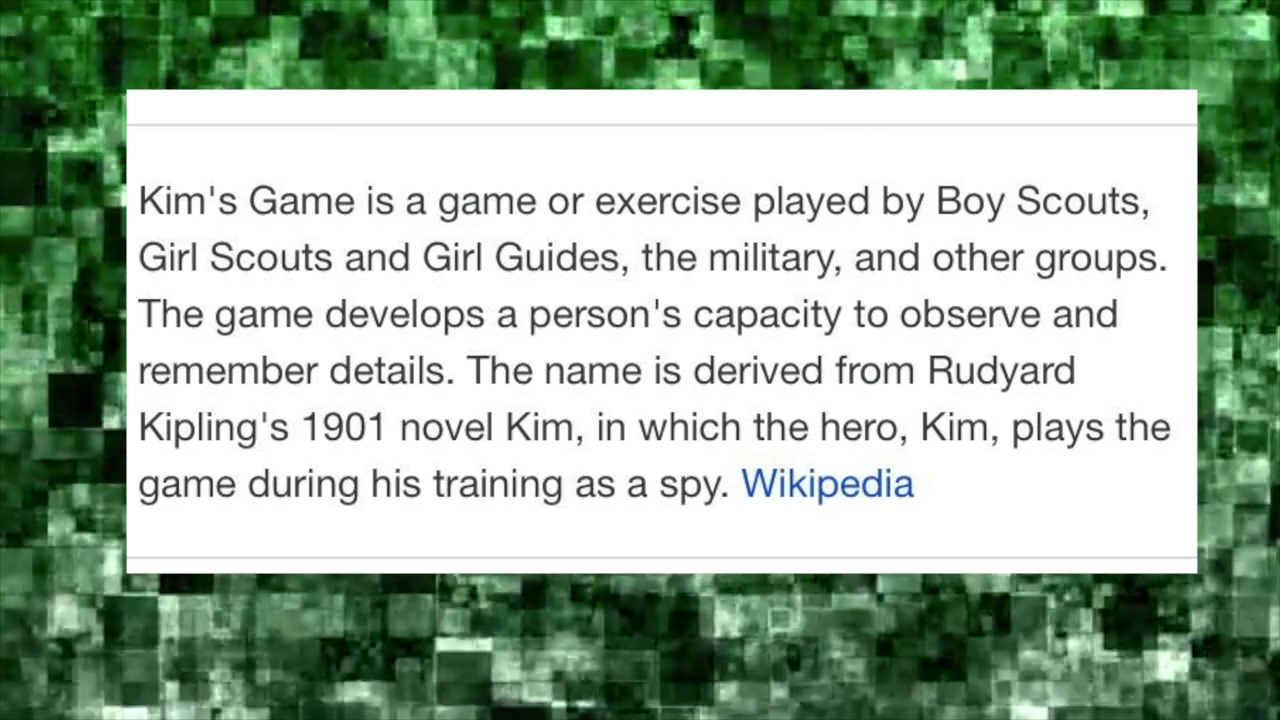 Kim's Game is a game or exercise played by Boy Scouts,
Girl Scouts and Girl Guides, the military, and other groups.
The game develops a person's capacity to observe and
remember details. The name is derived from Rudyard
Kipling's 1901 novel Kim, in which the hero, Kim, plays the
game during his training as a spy. Wikipedia